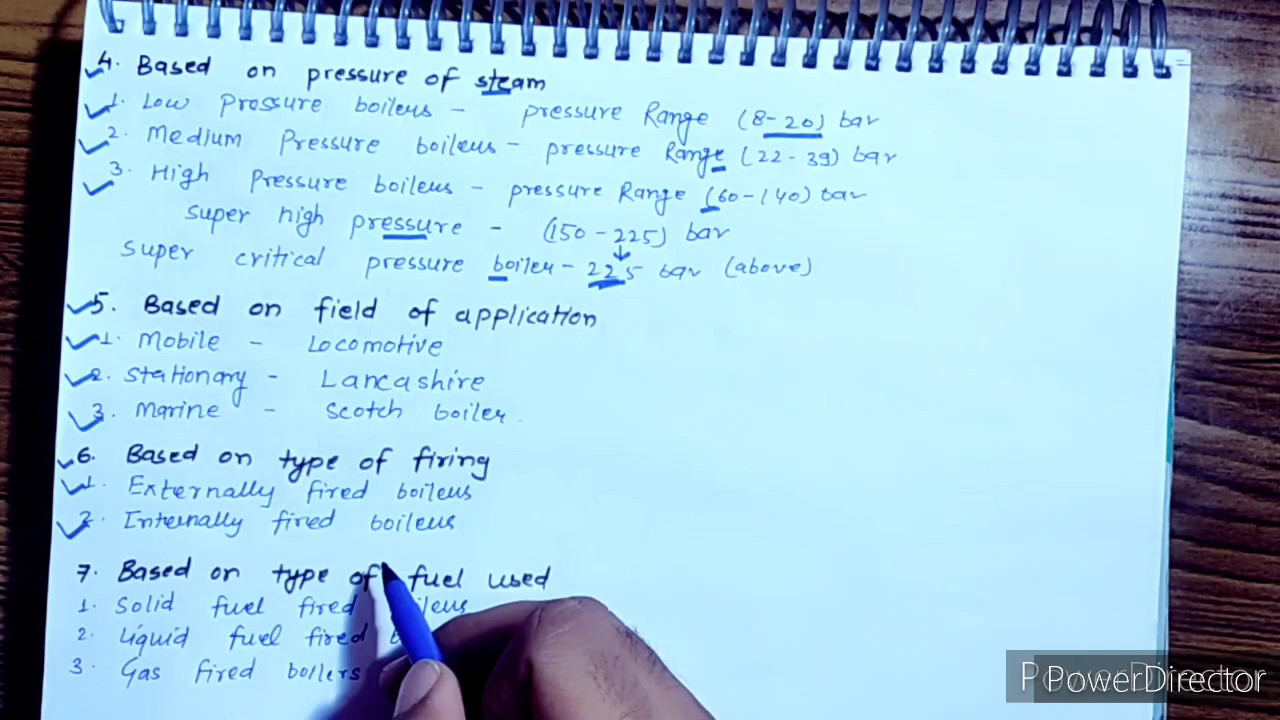 4. Based on pressure of steam
1. Low pressure boilers - pressure Range (8-20) bar
2. Medium Pressure boilers - pressure Range (22-39) bar
3. High pressure boilers - pressure Range (60-140) bar
super high pressure - (150-225) bar
super critical pressure boiler - 225 bar (above)
5. Based on field of application
1. Mobile - Locomotive
2. Stationary - Lancashire
3. Marine - Scotch boiler.
6. Based on type of firing
1. Externally fired boilers
2. Internally fired boilers
7. Based on type of fuel used
1. Solid fuel fired
2. Liquid fuel fired
3. Gas fired boilers
PowerDirector
PowerDirector